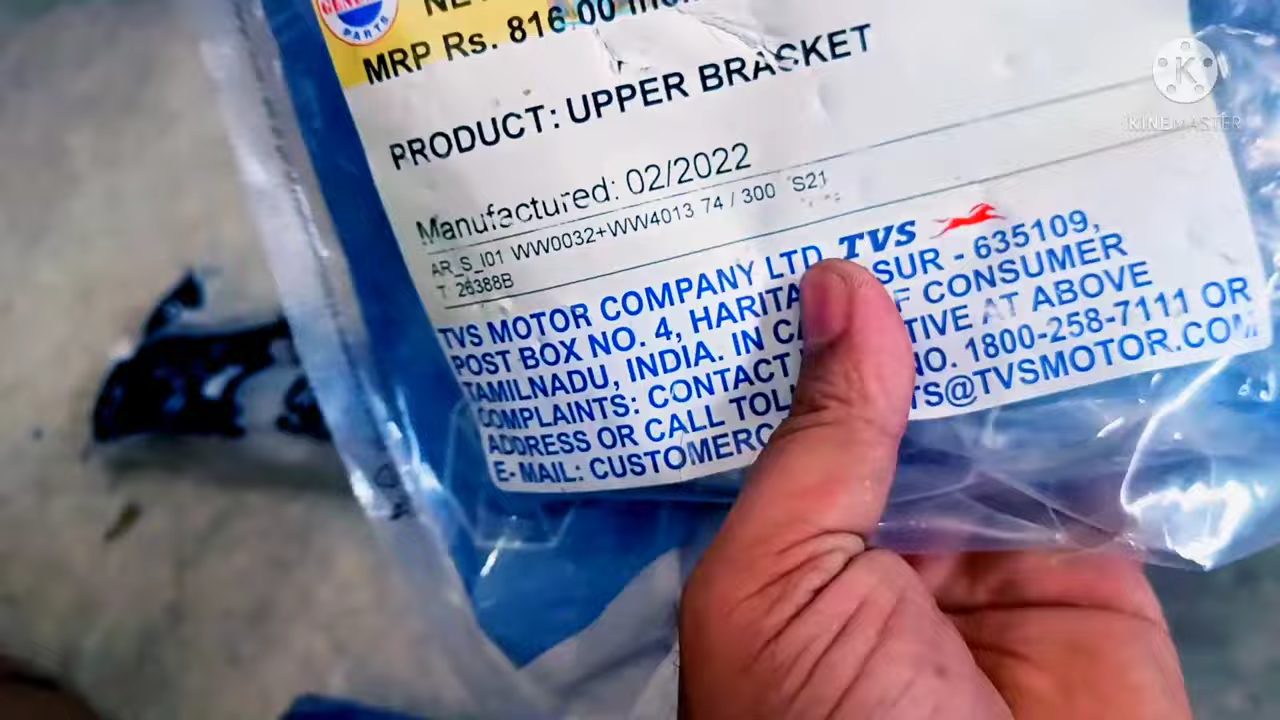 PARTS
MRP Rs. 816.00
PRODUCT: UPPER BRACKET
Manufactured: 02/2022
AR_S_I01 WW0032+WW4013 74 / 300 S21
T 26388B
TVS MOTOR COMPANY LTD TVS
POST BOX NO. 4, HARITA SUR - 635109,
TAMILNADU, INDIA. IN CA F CONSUMER
COMPLAINTS: CONTACT TIVE AT ABOVE
ADDRESS OR CALL TOL NO. 1800-258-7111 OR
E-MAIL: CUSTOMERC TS@TVSMOTOR.COM
K
KINEMASTER